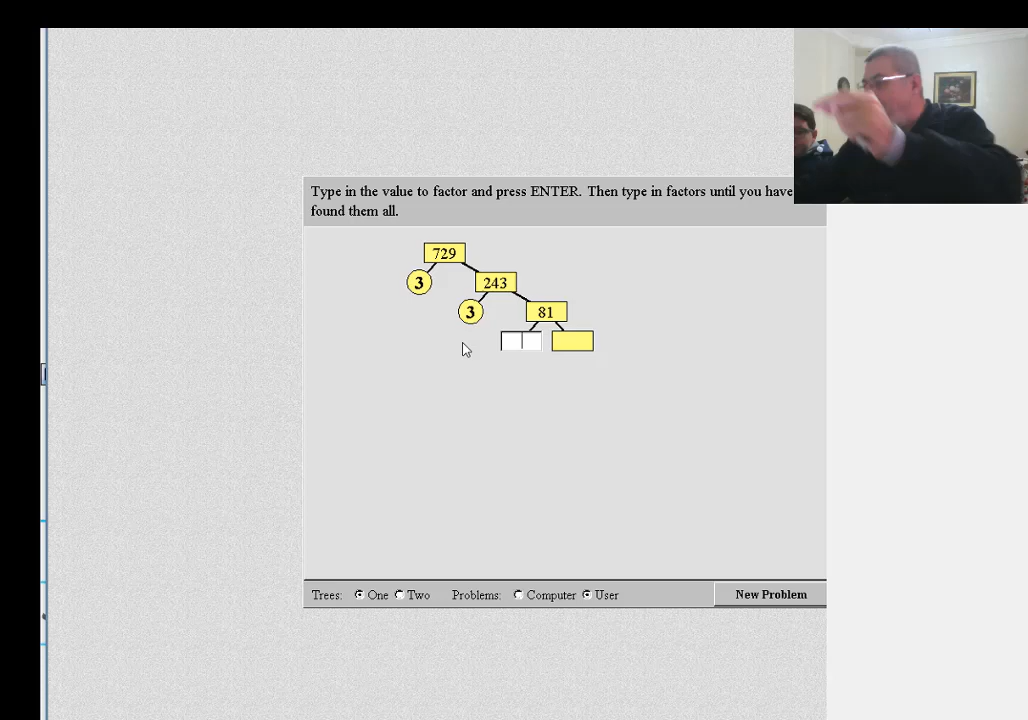 Type in the value to factor and press ENTER. Then type in factors until you have
found them all.
729
3 243
3 81
Trees: One Two Problems: Computer User New Problem